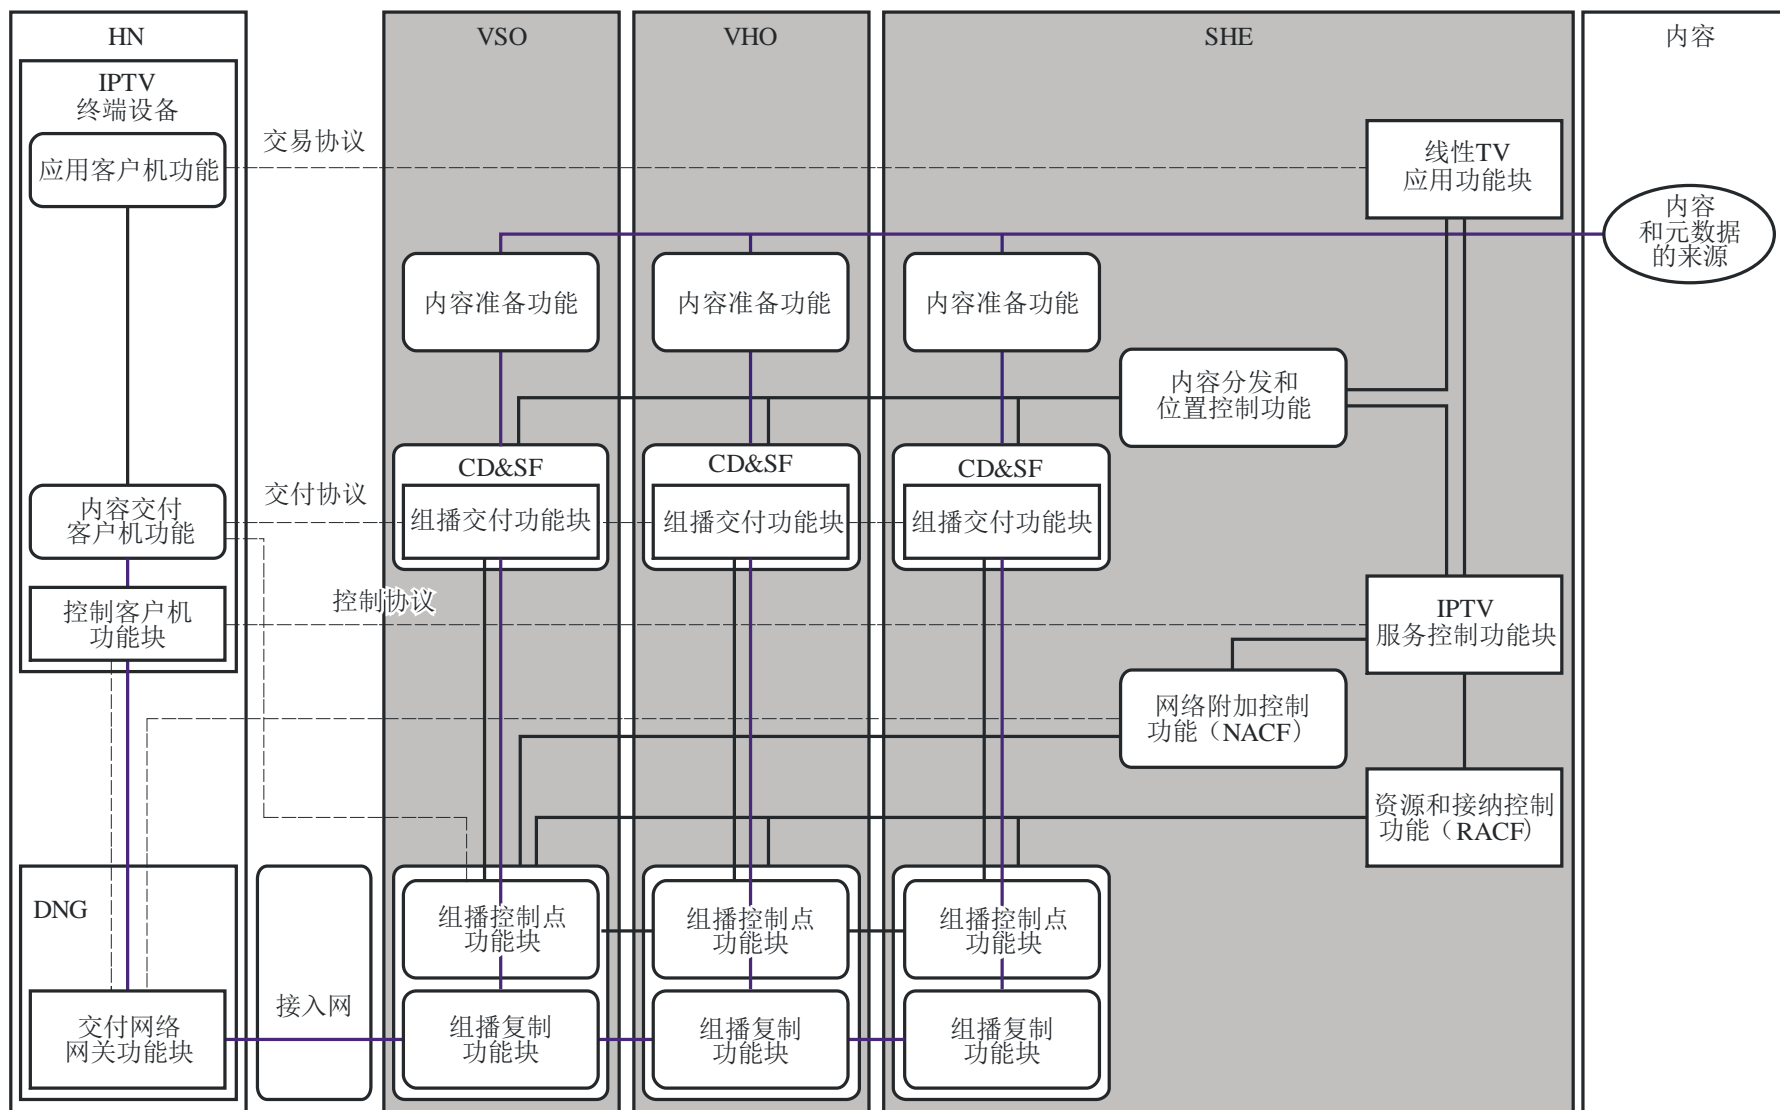 HN
VSO
VHO
SHE
内容
IPTV
终端设备
应用客户机功能
交易协议
线性TV
应用功能块
内容
和元数据
的来源
内容准备功能
内容准备功能
内容准备功能
内容分发和
位置控制功能
CD&SF
CD&SF
CD&SF
内容交付
客户机功能
交付协议
组播交付功能块
组播交付功能块
组播交付功能块
控制客户机
功能块
控制协议
IPTV
服务控制功能块
网络附加控制
功能（NACF）
资源和接纳控制
功能（RACF）
DNG
组播控制点
功能块
组播控制点
功能块
组播控制点
功能块
交付网络
网关功能块
接入网
组播复制
功能块
组播复制
功能块
组播复制
功能块